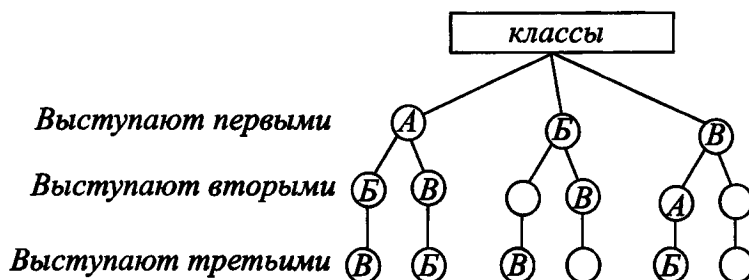 классы
Выступают первыми А Б В
Выступают вторыми Б В В А
Выступают третьими В Б В Б